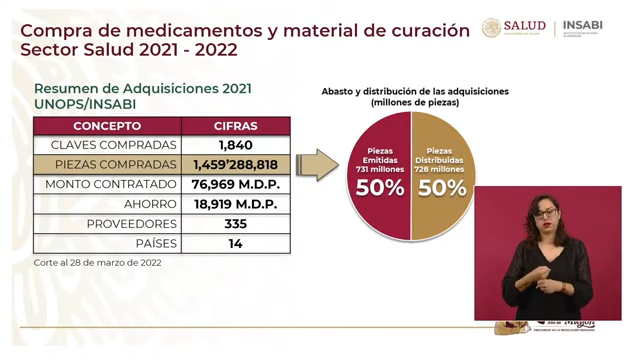 Compra de medicamentos y material de curación
Sector Salud 2021 - 2022
SALUD
INSABI
Resumen de Adquisiciones 2021
UNOPS/INSABI
CONCEPTO CIFRAS
CLAVES COMPRADAS 1,840
PIEZAS COMPRADAS 1,459'288,818
MONTO CONTRATADO 76,969 M.D.P.
AHORRO 18,919 M.D.P.
PROVEEDORES 335
PAÍSES 14
Corte al 28 de marzo de 2022
Abasto y distribución de las adquisiciones
(millones de piezas)
Piezas
Emitidas
731 millones
50%
Piezas
Distribuidas
728 millones
50%